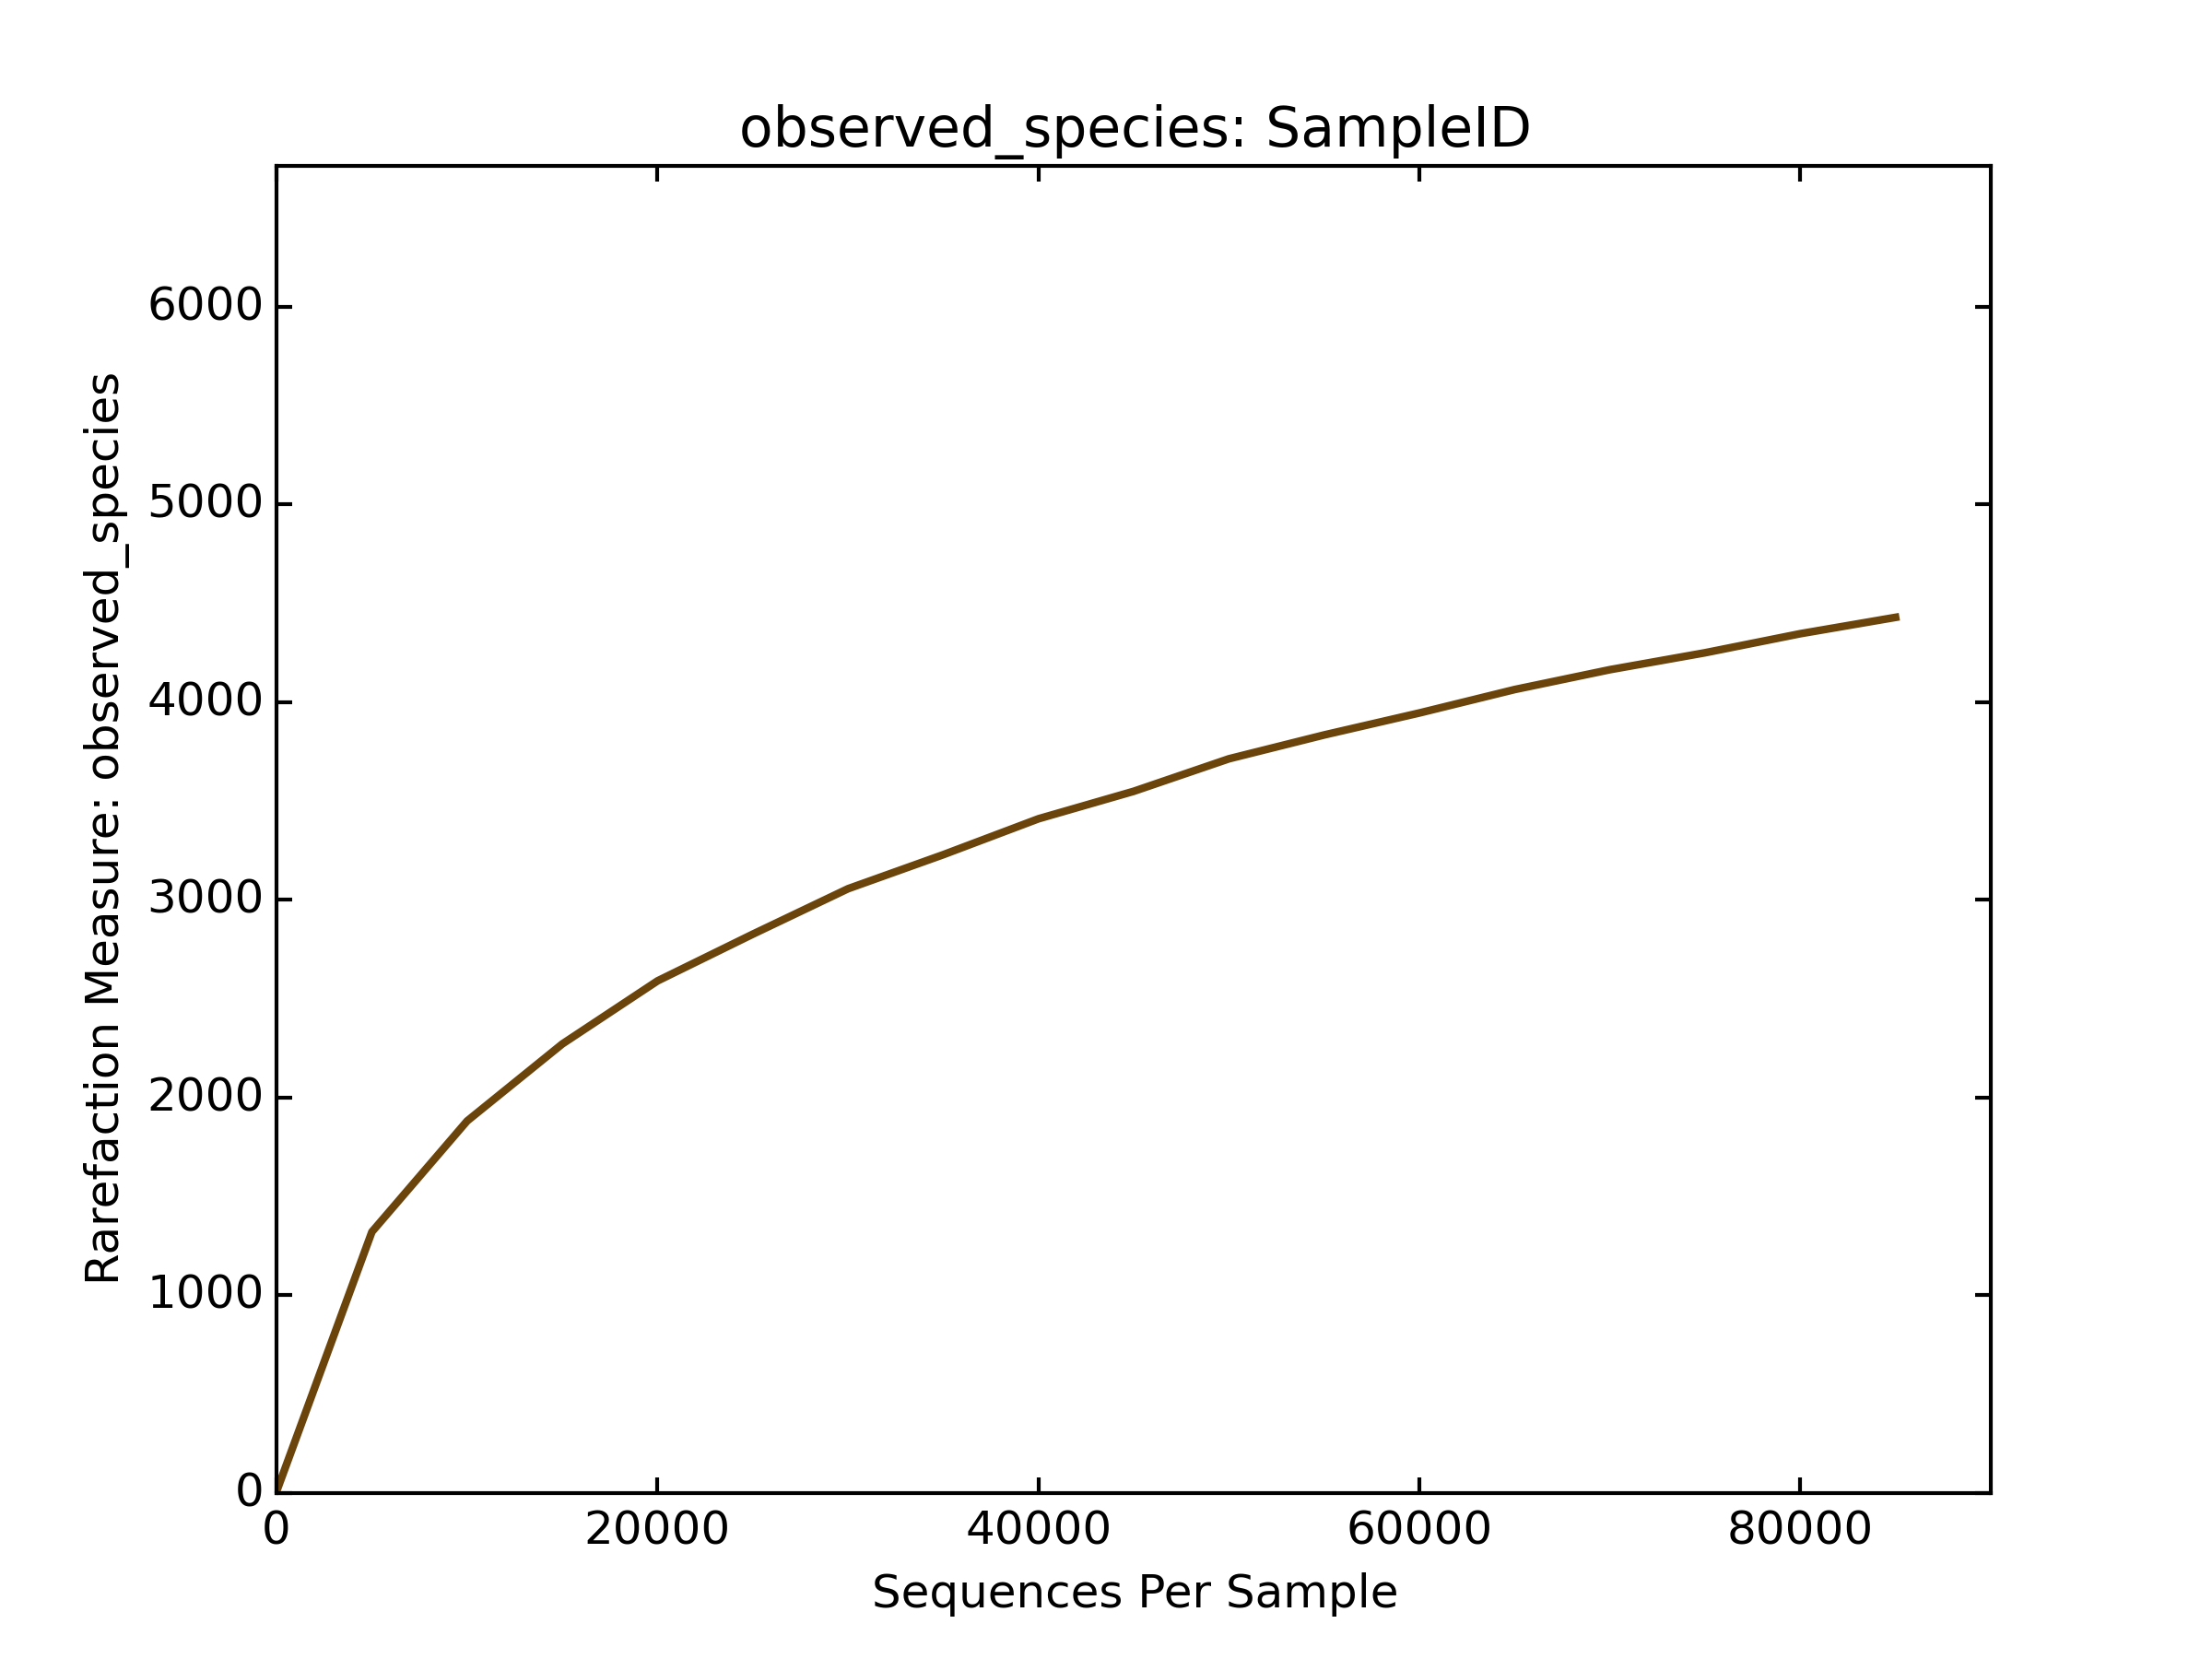 observed_species: SampleID
Rarefaction Measure: observed_species
6000
5000
4000
3000
2000
1000
0
0 20000 40000 60000 80000
Sequences Per Sample